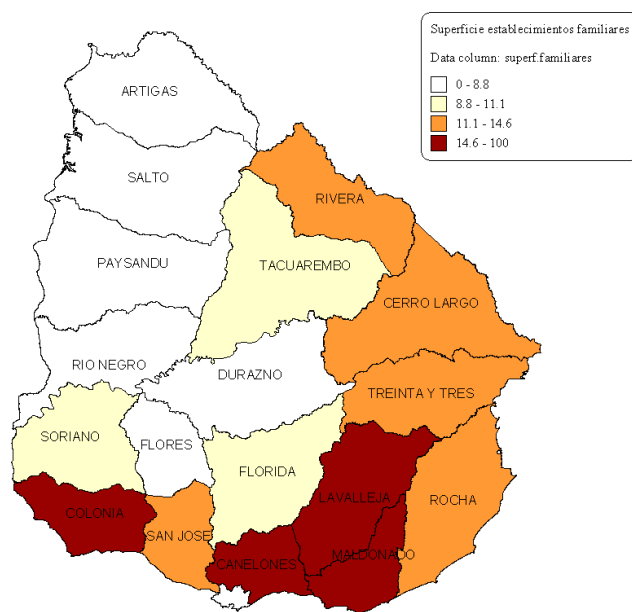 Superficie establecimientos familiares
Data column: superf.familiares
0 - 8.8
8.8 - 11.1
11.1 - 14.6
14.6 - 100
ARTIGAS
SALTO
RIVERA
PAYSANDU
TACUAREMBO
CERRO LARGO
RIO NEGRO
DURAZNO
TREINTA Y TRES
SORIANO
FLORES
FLORIDA
LAVALLEJA
ROCHA
COLONIA
SAN JOSE
MALDONADO
CANELONES